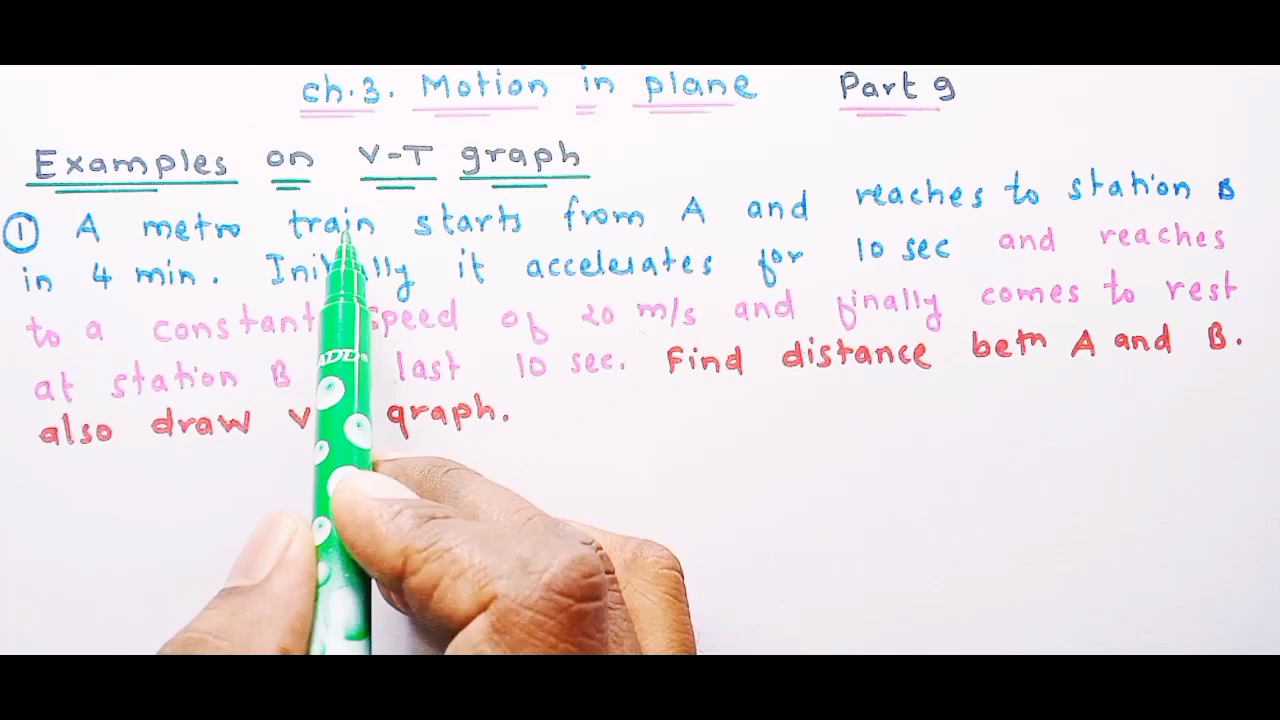 ch.3. Motion in plane Part 9
Examples on V-T graph
① A metro train starts from A and reaches to station B
in 4 min. Initially it accelerates for 10 sec and reaches
to a constant speed of 20 m/s and finally comes to rest
at station B last 10 sec. Find distance betn A and B.
also draw V graph.
ADD